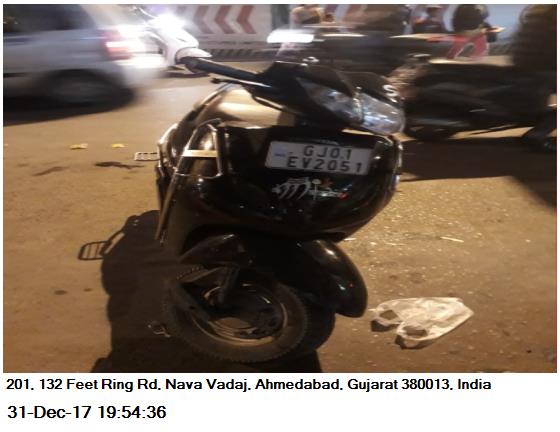 GJ01
EV2051
201, 132 Feet Ring Rd, Nava Vadaj, Ahmedabad, Gujarat 380013, India
31-Dec-17 19:54:36